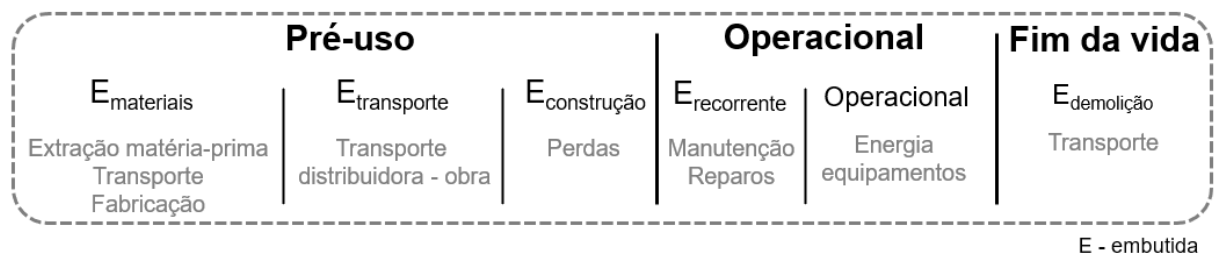 Pré-uso
Operacional
Fim da vida
Emateriais
Etransporte
Econstrução
Erecorrente
Operacional
Edemolição
Extração matéria-prima
Transporte
Fabricação
Transporte
distribuidora - obra
Perdas
Manutenção
Reparos
Energia
equipamentos
Transporte
E - embutida